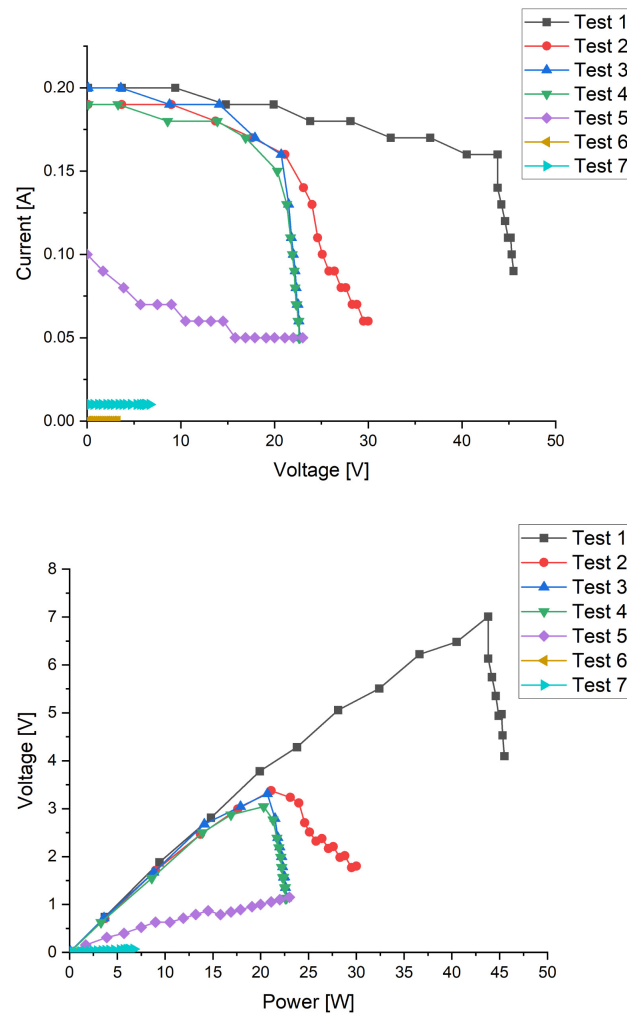 Test 1
Test 2
Test 3
Test 4
Test 5
Test 6
Test 7
0.20
0.15
0.10
0.05
0.00
Current [A]
0 10 20 30 40 50
Voltage [V]
Test 1
Test 2
Test 3
Test 4
Test 5
Test 6
Test 7
8
7
6
5
4
3
2
1
0
Voltage [V]
0 5 10 15 20 25 30 35 40 45 50
Power [W]